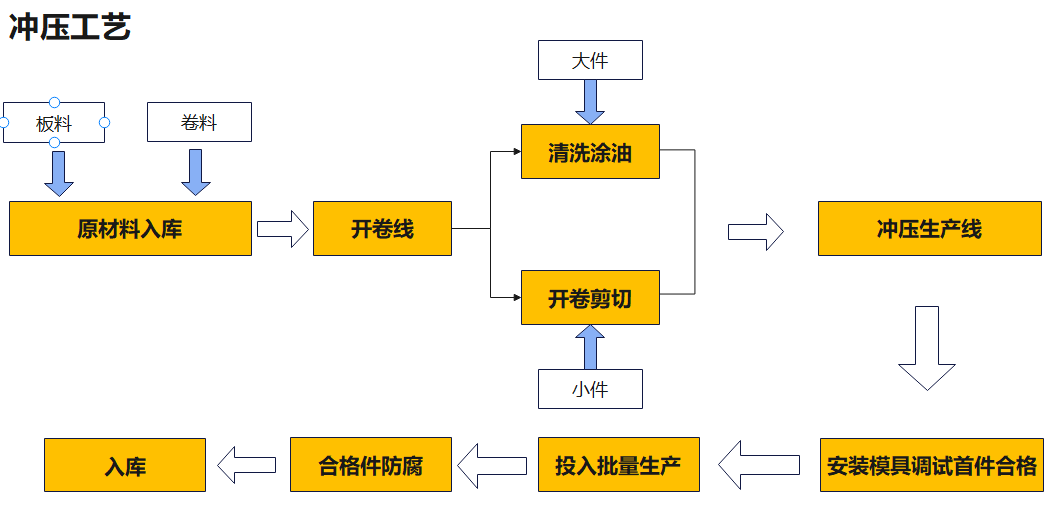 冲压工艺
大件
板料
卷料
清洗涂油
原材料入库
开卷线
冲压生产线
开卷剪切
小件
安装模具调试首件合格
投入批量生产
合格件防腐
入库